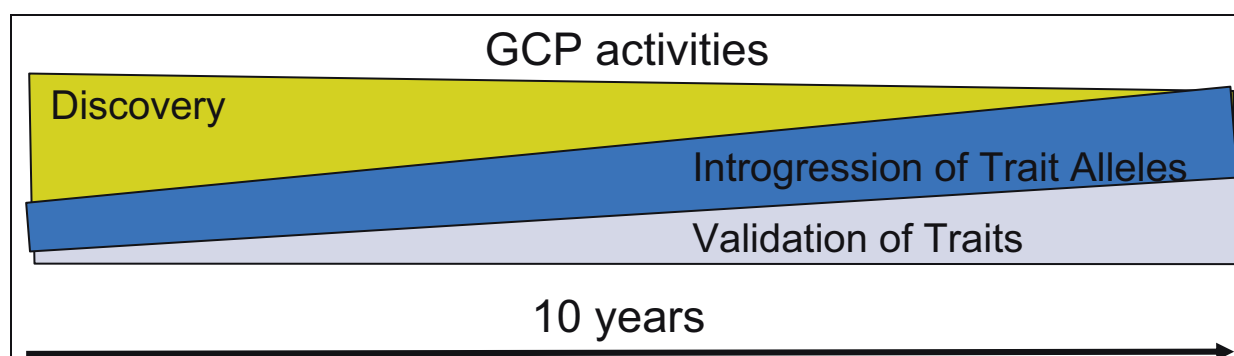 GCP activities
Discovery
Introgression of Trait Alleles
Validation of Traits
10 years